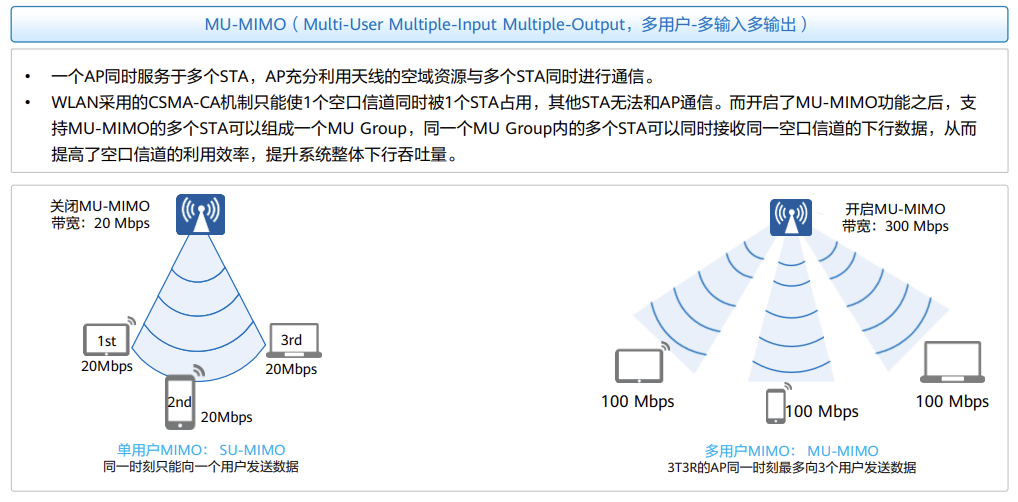 MU-MIMO（Multi-User Multiple-Input Multiple-Output，多用户-多输入多输出）
• 一个AP同时服务于多个STA，AP充分利用天线的空域资源与多个STA同时进行通信。
• WLAN采用的CSMA-CA机制只能使1个空口信道同时被1个STA占用，其他STA无法和AP通信。而开启了MU-MIMO功能之后，支
持MU-MIMO的多个STA可以组成一个MU Group，同一个MU Group内的多个STA可以同时接收同一空口信道的下行数据，从而
提高了空口信道的利用效率，提升系统整体下行吞吐量。
关闭MU-MIMO
带宽：20 Mbps
1st
20Mbps
2nd
20Mbps
3rd
20Mbps
单用户MIMO： SU-MIMO
同一时刻只能向一个用户发送数据
开启MU-MIMO
带宽：300 Mbps
100 Mbps
100 Mbps
100 Mbps
多用户MIMO： MU-MIMO
3T3R的AP同一时刻最多向3个用户发送数据